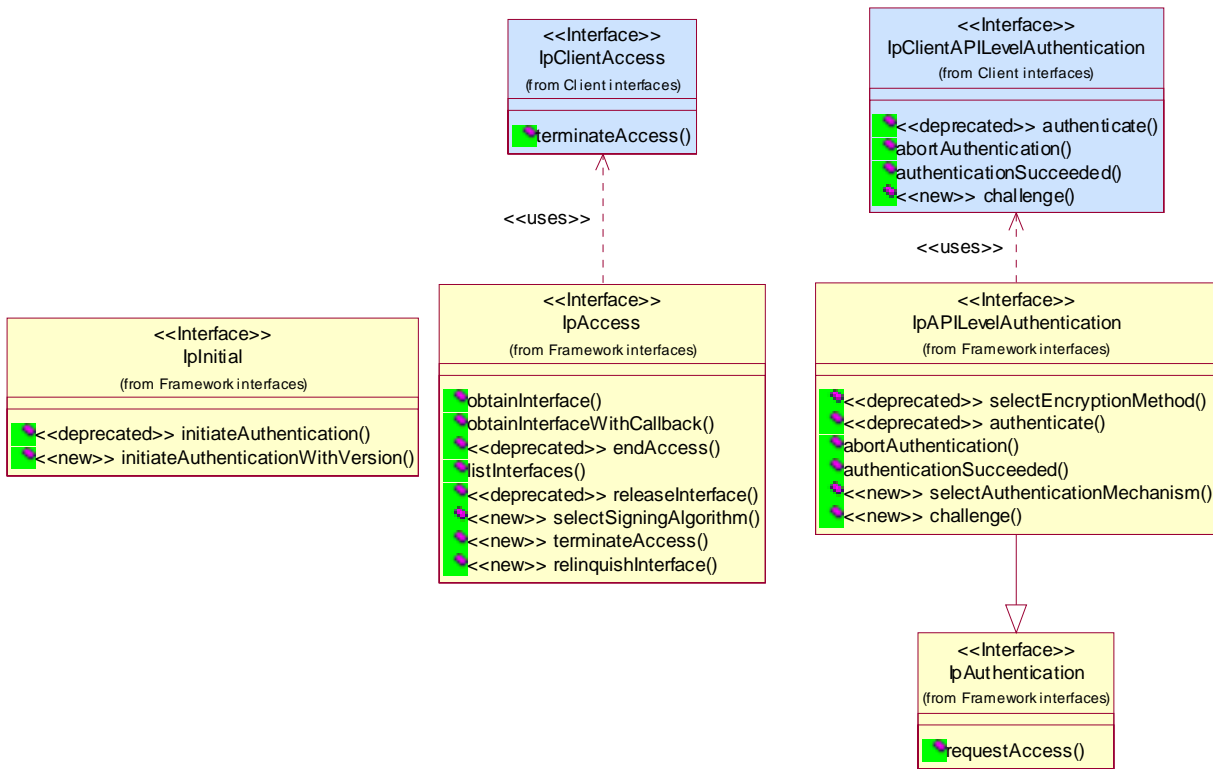 <<Interface>>
IpClientAccess
(from Client interfaces)
terminateAccess()
<<Interface>>
IpClientAPILevelAuthentication
(from Client interfaces)
<<deprecated>> authenticate()
abortAuthentication()
authenticationSucceeded()
<<new>> challenge()
<<uses>>
<<uses>>
<<Interface>>
IpInitial
(from Framework interfaces)
<<deprecated>> initiateAuthentication()
<<new>> initiateAuthenticationWithVersion()
<<Interface>>
IpAccess
(from Framework interfaces)
obtainInterface()
obtainInterfaceWithCallback()
<<deprecated>> endAccess()
listInterfaces()
<<deprecated>> releaseInterface()
<<new>> selectSigningAlgorithm()
<<new>> terminateAccess()
<<new>> relinquishInterface()
<<Interface>>
IpAPILevelAuthentication
(from Framework interfaces)
<<deprecated>> selectEncryptionMethod()
<<deprecated>> authenticate()
abortAuthentication()
authenticationSucceeded()
<<new>> selectAuthenticationMechanism()
<<new>> challenge()
<<Interface>>
IpAuthentication
(from Framework interfaces)
requestAccess()